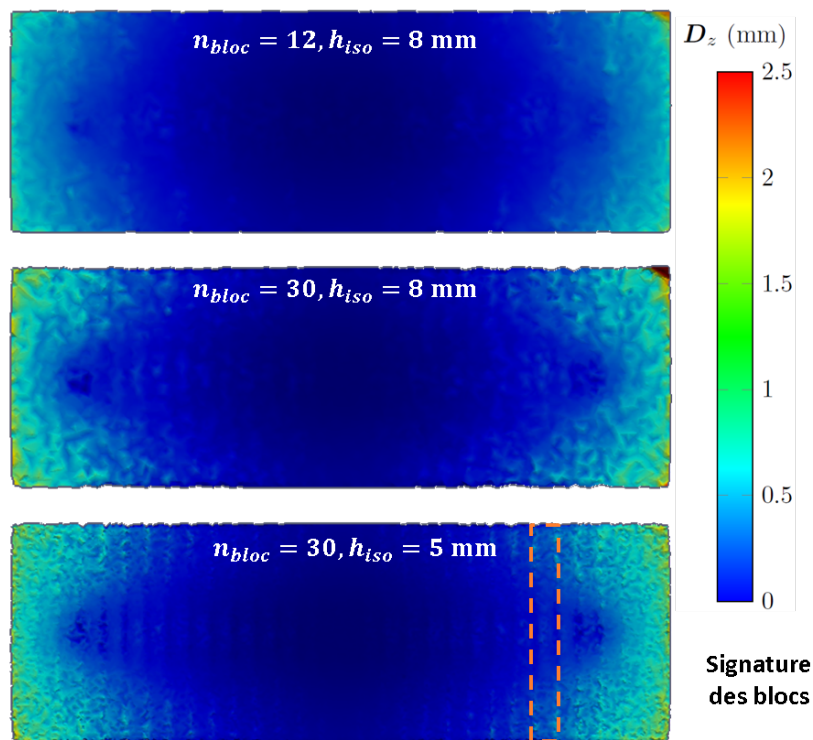 n_bloc = 12, h_iso = 8 mm
D_z (mm)
2.5
2
1.5
1
0.5
0
n_bloc = 30, h_iso = 8 mm
n_bloc = 30, h_iso = 5 mm
Signature
des blocs